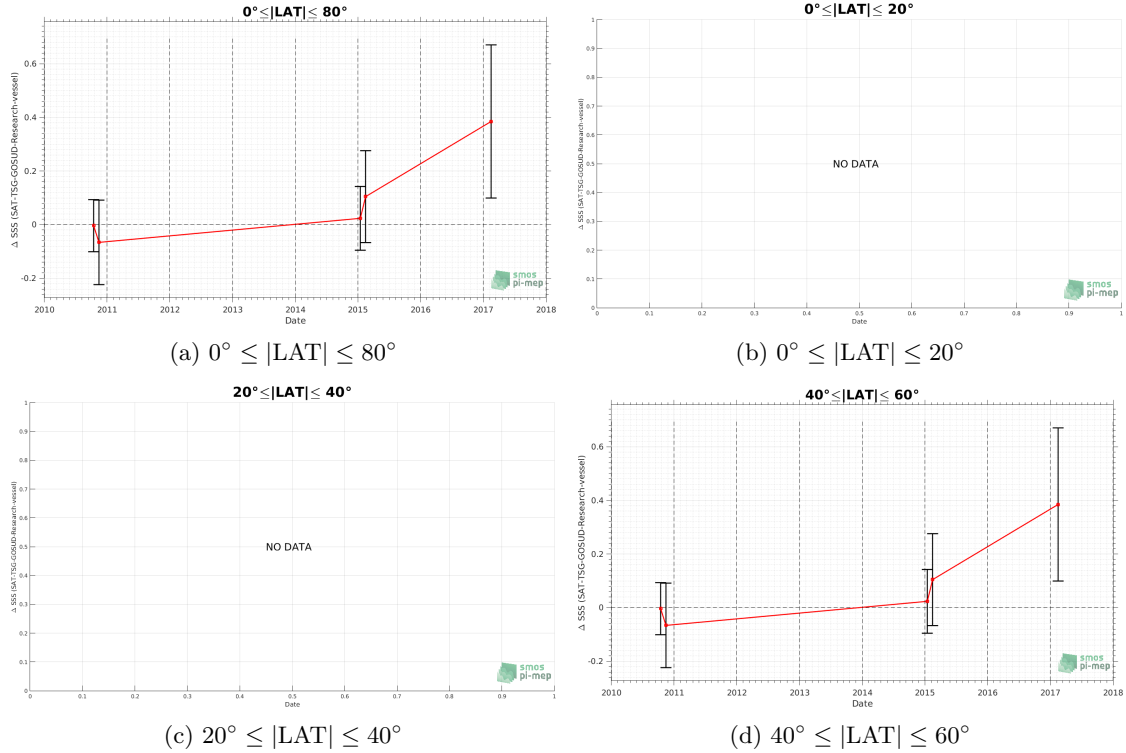 0°≤|LAT|≤ 80°
Δ SSS (SAT-TSG-GOSUD-Research-vessel)
0.6
0.4
0.2
0
-0.2
2010 2011 2012 2013 2014 2015 2016 2017 2018
Date
smos
pi-mep
(a) 0° ≤ |LAT| ≤ 80°
0°≤|LAT|≤ 20°
Δ SSS (SAT-TSG-GOSUD-Research-vessel)
1
0.9
0.8
0.7
0.6
0.5
0.4
0.3
0.2
0.1
0
NO DATA
0.1 0.2 0.3 0.4 0.5 0.6 0.7 0.8 0.9 1
Date
smos
pi-mep
(b) 0° ≤ |LAT| ≤ 20°
20°≤|LAT|≤ 40°
Δ SSS (SAT-TSG-GOSUD-Research-vessel)
1
0.9
0.8
0.7
0.6
0.5
0.4
0.3
0.2
0.1
0
NO DATA
0 0.1 0.2 0.3 0.4 0.5 0.6 0.7 0.8 0.9 1
Date
smos
pi-mep
(c) 20° ≤ |LAT| ≤ 40°
40°≤|LAT|≤ 60°
Δ SSS (SAT-TSG-GOSUD-Research-vessel)
0.6
0.4
0.2
0
-0.2
2010 2011 2012 2013 2014 2015 2016 2017 2018
Date
smos
pi-mep
(d) 40° ≤ |LAT| ≤ 60°